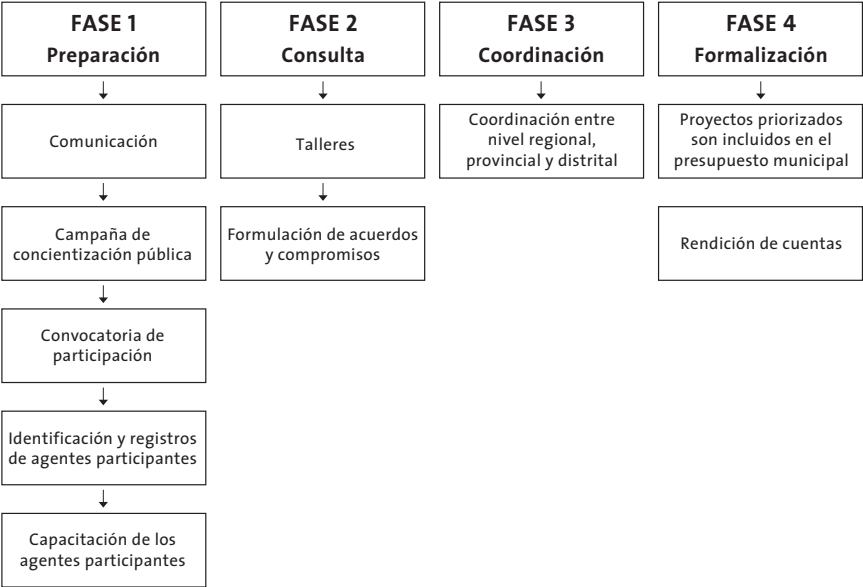 FASE 1
Preparación
Comunicación
Campaña de
concientización pública
Convocatoria de
participación
Identificación y registros
de agentes participantes
Capacitación de los
agentes participantes
FASE 2
Consulta
Talleres
Formulación de acuerdos
y compromisos
FASE 3
Coordinación
Coordinación entre
nivel regional,
provincial y distrital
FASE 4
Formalización
Proyectos priorizados
son incluidos en el
presupuesto municipal
Rendición de cuentas